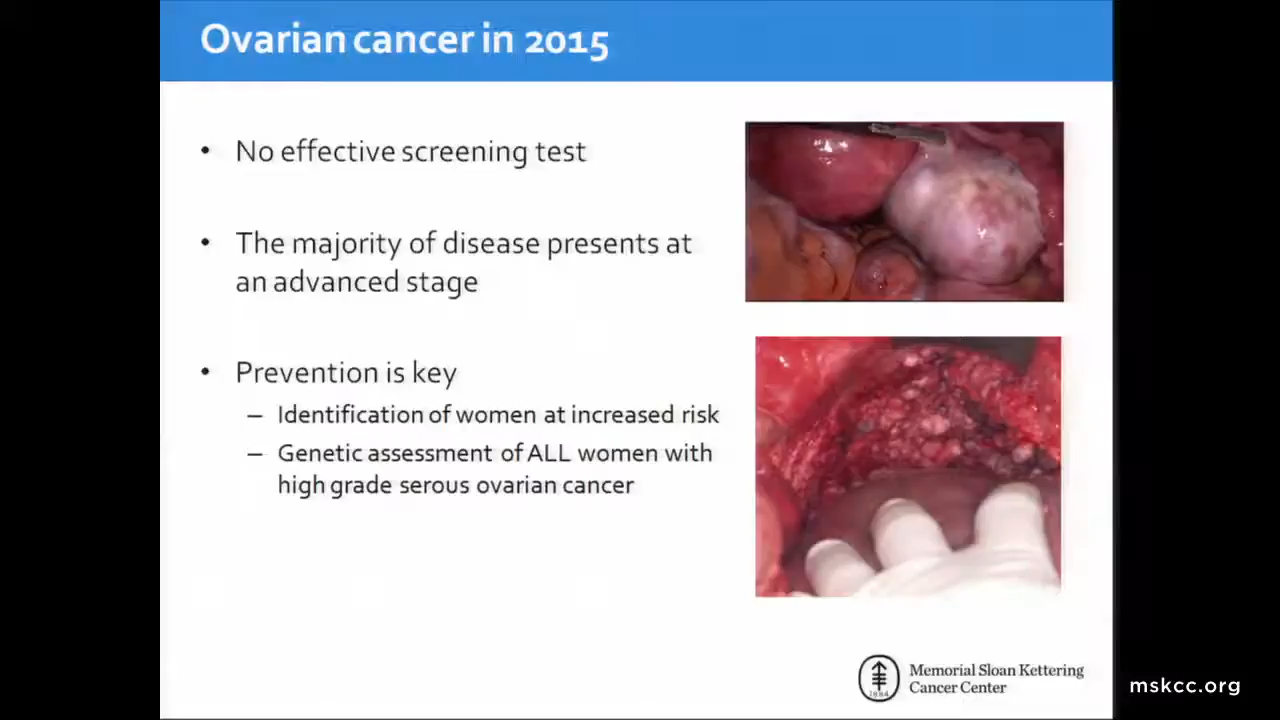 Ovarian cancer in 2015
• No effective screening test
• The majority of disease presents at
an advanced stage
• Prevention is key
– Identification of women at increased risk
– Genetic assessment of ALL women with
high grade serous ovarian cancer
1884
Memorial Sloan Kettering
Cancer Center
mskcc.org